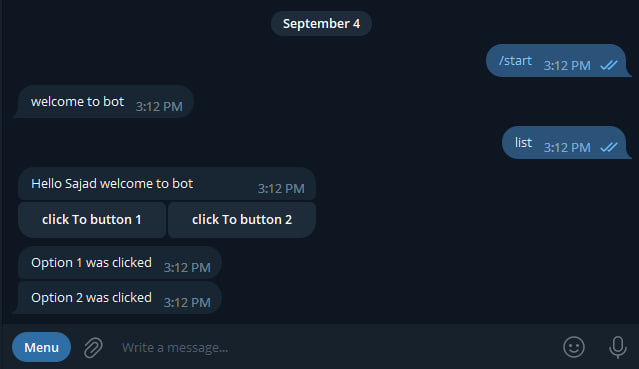 September 4
/start 3:12 PM
welcome to bot 3:12 PM
list 3:12 PM
Hello Sajad welcome to bot 3:12 PM
click To button 1 click To button 2
Option 1 was clicked 3:12 PM
Option 2 was clicked 3:12 PM
Menu Write a message...